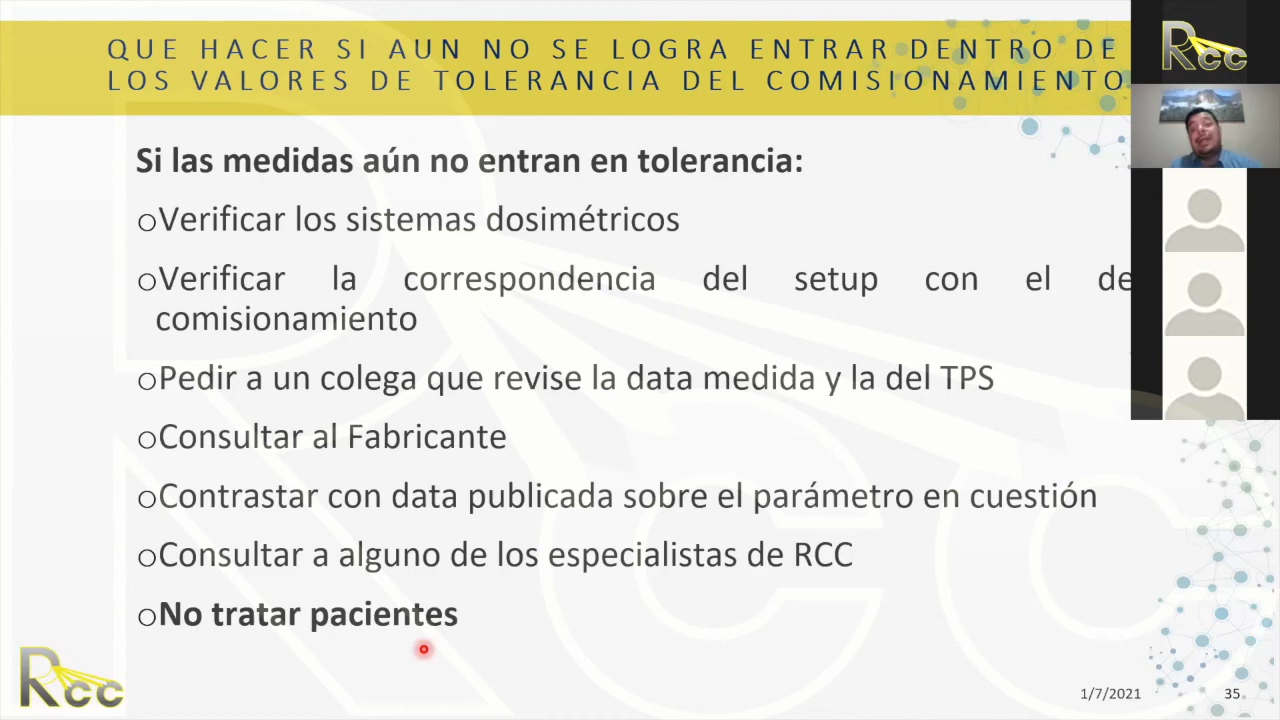 QUE HACER SI AUN NO SE LOGRA ENTRAR DENTRO DE
LOS VALORES DE TOLERANCIA DEL COMISIONAMIENTO
Rcc
Si las medidas aún no entran en tolerancia:
oVerificar los sistemas dosimétricos
oVerificar la correspondencia del setup con el de
comisionamiento
oPedir a un colega que revise la data medida y la del TPS
oConsultar al Fabricante
oContrastar con data publicada sobre el parámetro en cuestión
oConsultar a alguno de los especialistas de RCC
oNo tratar pacientes
Rcc
1/7/2021
35